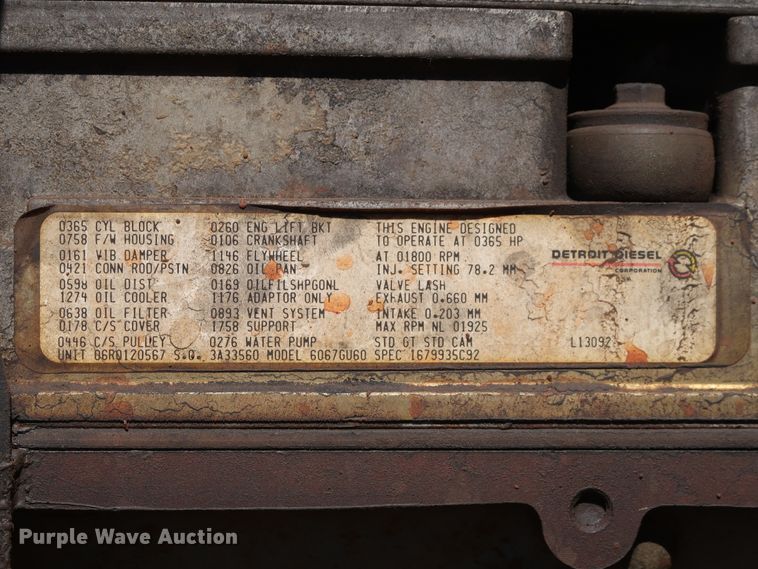 0365 CYL BLOCK 0260 ENG LIFT BKT THIS ENGINE DESIGNED
0758 F/W HOUSING 0106 CRANKSHAFT TO OPERATE AT 0365 HP
0161 VIB DAMPER 1146 FLYWHEEL AT 01800 RPM.
0421 CONN ROD/PSTN 0826 OIL PAN INJ. SETTING 78.2 MM
0598 OIL DIST 0169 OILFILSHPGONL VALVE LASH
1274 OIL COOLER 1176 ADAPTOR ONLY EXHAUST 0.660 MM
0638 OIL FILTER 0893 VENT SYSTEM INTAKE 0.203 MM
0178 C/S COVER 1758 SUPPORT MAX RPM NL 01925
0446 C/S PULLEY 0276 WATER PUMP STD GT STD CAM L13092
UNIT 06R0120567 S.O. 3A33560 MODEL 6067GU60 SPEC 1679935C92
DETROIT DIESEL
CORPORATION
USA
Purple Wave Auction